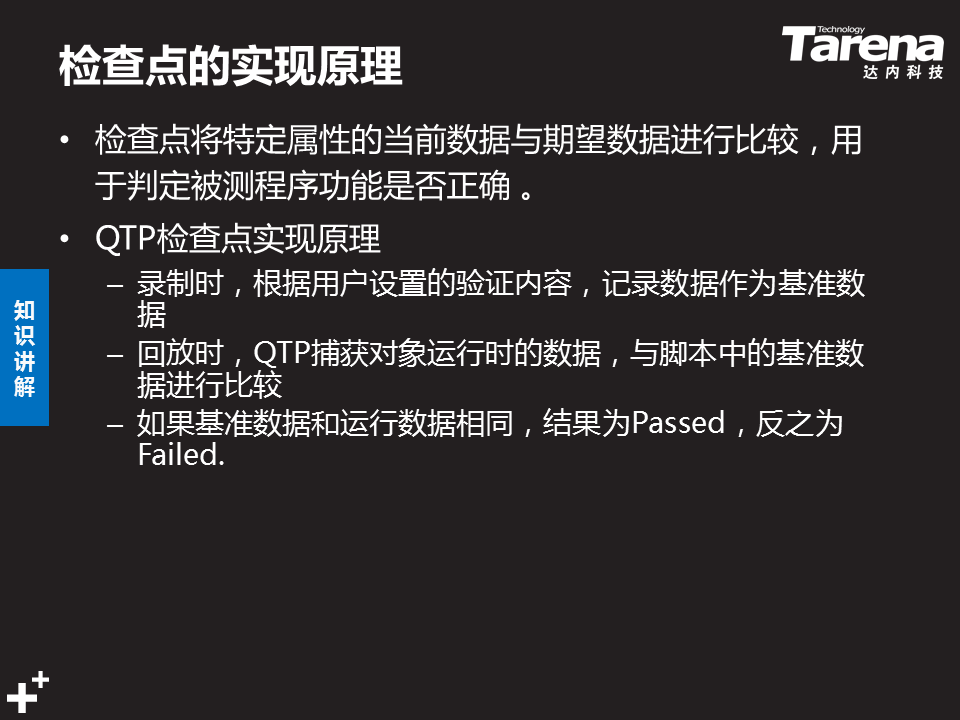 检查点的实现原理
Technology
Tarena
达内科技
• 检查点将特定属性的当前数据与期望数据进行比较，用
于判定被测程序功能是否正确 。
• QTP检查点实现原理
– 录制时，根据用户设置的验证内容，记录数据作为基准数
据
– 回放时，QTP捕获对象运行时的数据，与脚本中的基准数
据进行比较
– 如果基准数据和运行数据相同，结果为Passed，反之为
Failed.
知
识
讲
解